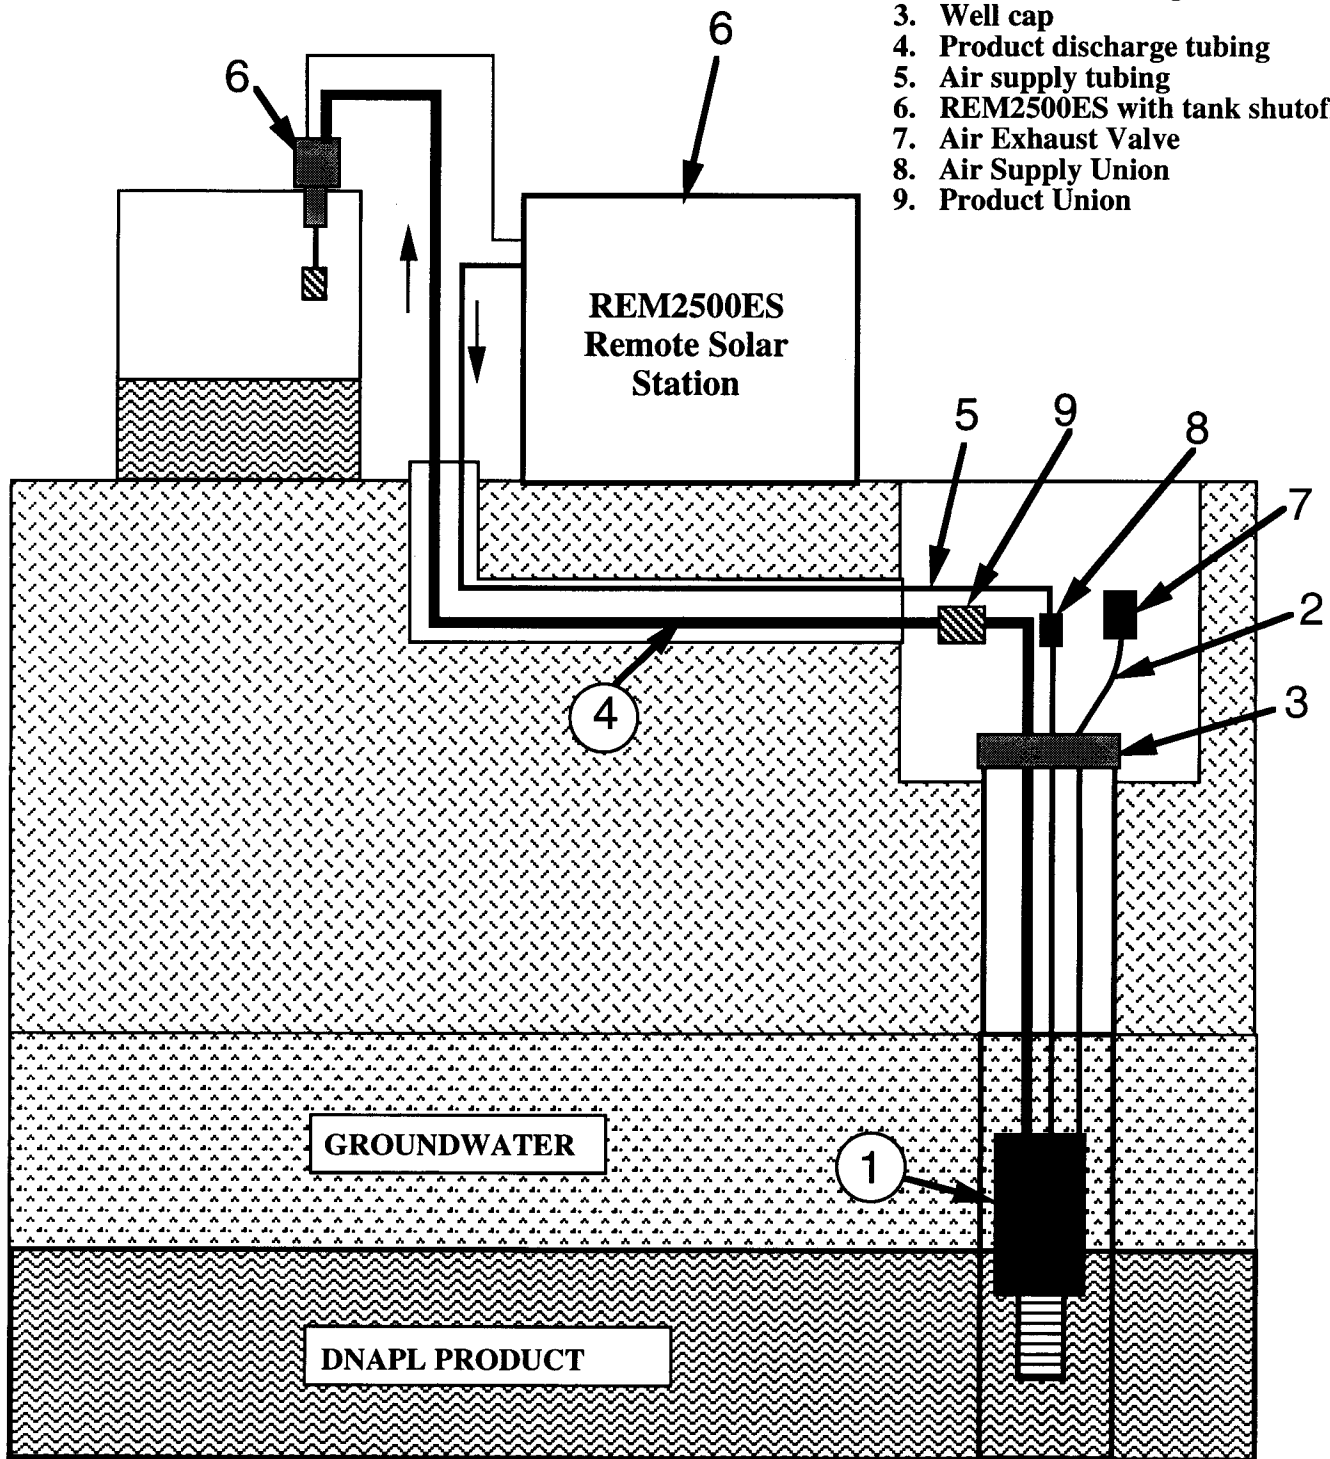 3. Well cap
4. Product discharge tubing
5. Air supply tubing
6. REM2500ES with tank shutof
7. Air Exhaust Valve
8. Air Supply Union
9. Product Union
6
6
REM2500ES
Remote Solar
Station
5
9
8
7
2
4
3
GROUNDWATER
1
DNAPL PRODUCT